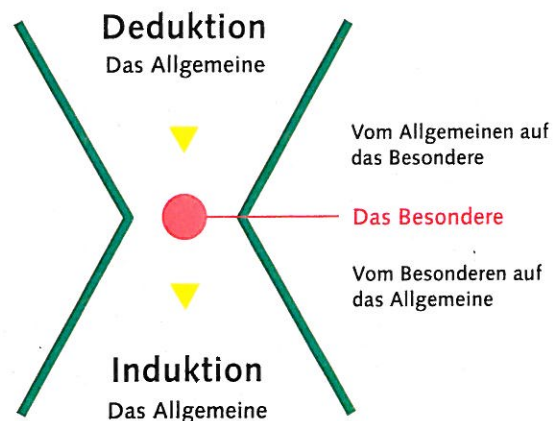 Deduktion
Das Allgemeine
Vom Allgemeinen auf
das Besondere
Das Besondere
Vom Besonderen auf
das Allgemeine
Induktion
Das Allgemeine